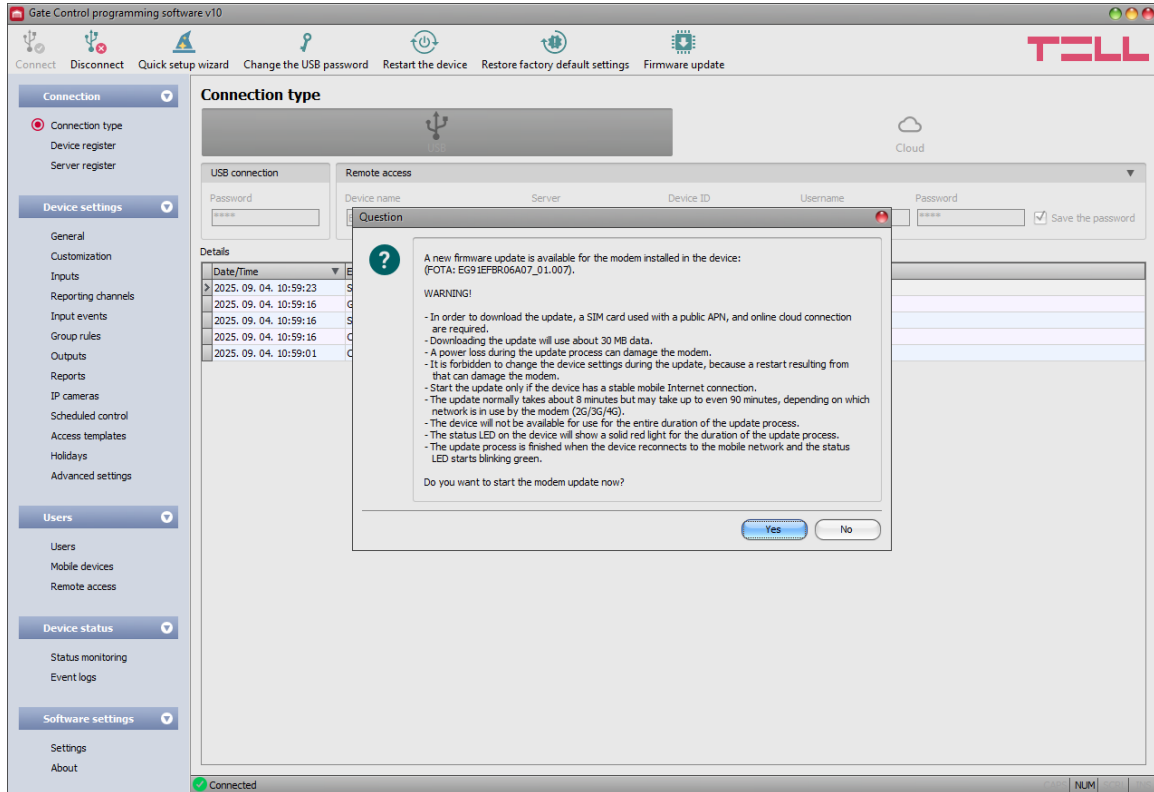 Gate Control programming software v10
Connect Disconnect Quick setup wizard Change the USB password Restart the device Restore factory default settings Firmware update
TELL
Connection
Connection type
Device register
Server register
Device settings
General
Customization
Inputs
Reporting channels
Input events
Group rules
Outputs
Reports
IP cameras
Scheduled control
Access templates
Holidays
Advanced settings
Users
Users
Mobile devices
Remote access
Device status
Status monitoring
Event logs
Software settings
Settings
About
Connection type
USB Cloud
USB connection Remote access
Password Device name Server Device ID Username Password
**** **** Save the password
Details
Date/Time E
2025. 09. 04. 10:59:23 S
2025. 09. 04. 10:59:16 G
2025. 09. 04. 10:59:16 S
2025. 09. 04. 10:59:16 C
2025. 09. 04. 10:59:01 C
Question
A new firmware update is available for the modem installed in the device:
(FOTA: EG91EFBR06A07_01.007).
WARNING!
- In order to download the update, a SIM card used with a public APN, and online cloud connection
are required.
- Downloading the update will use about 30 MB data.
- A power loss during the update process can damage the modem.
- It is forbidden to change the device settings during the update, because a restart resulting from
that can damage the modem.
- Start the update only if the device has a stable mobile Internet connection.
- The update normally takes about 8 minutes but may take up to even 90 minutes, depending on which
network is in use by the modem (2G/3G/4G).
- The device will not be available for use for the entire duration of the update process.
- The status LED on the device will show a solid red light for the duration of the update process.
- The update process is finished when the device reconnects to the mobile network and the status
LED starts blinking green.
Do you want to start the modem update now?
Yes No
Connected NUM